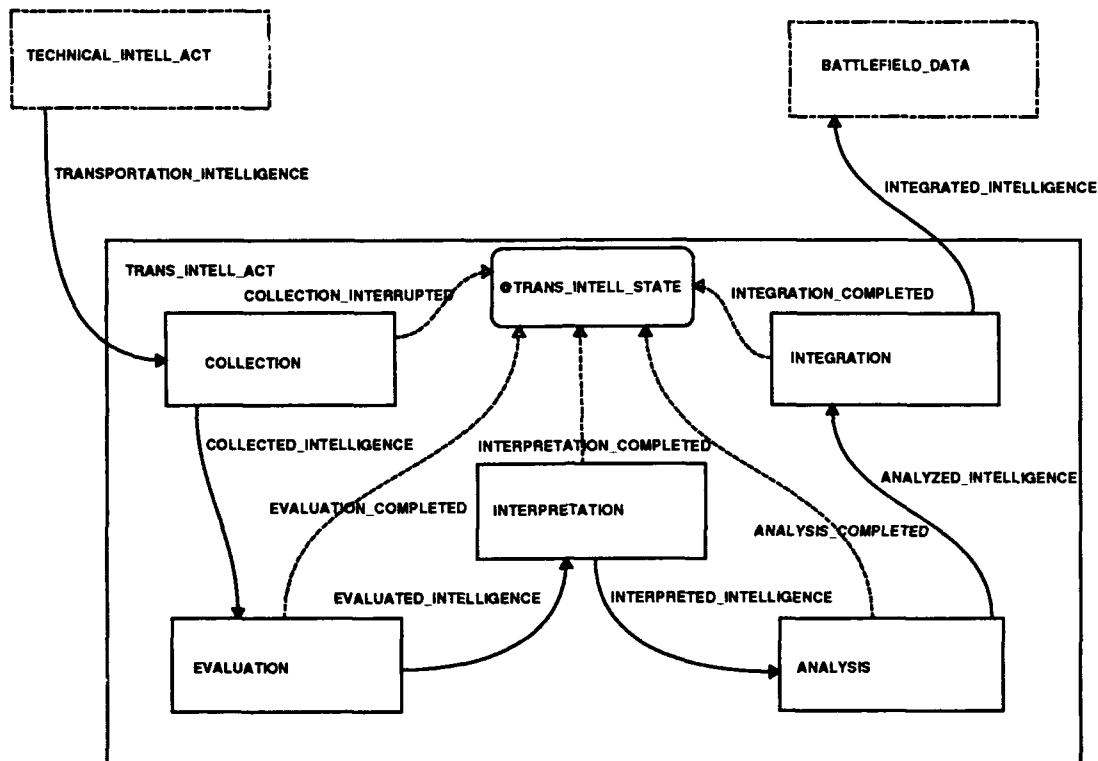 TECHNICAL_INTELL_ACT
BATTLEFIELD_DATA
TRANSPORTATION_INTELLIGENCE
INTEGRATED_INTELLIGENCE
TRANS_INTELL_ACT
COLLECTION_INTERRUPTED
@TRANS_INTELL_STATE
INTEGRATION_COMPLETED
COLLECTION
INTEGRATION
COLLECTED_INTELLIGENCE
INTERPRETATION_COMPLETED
ANALYZED_INTELLIGENCE
EVALUATION_COMPLETED
INTERPRETATION
ANALYSIS_COMPLETED
EVALUATED_INTELLIGENCE
INTERPRETED_INTELLIGENCE
EVALUATION
ANALYSIS